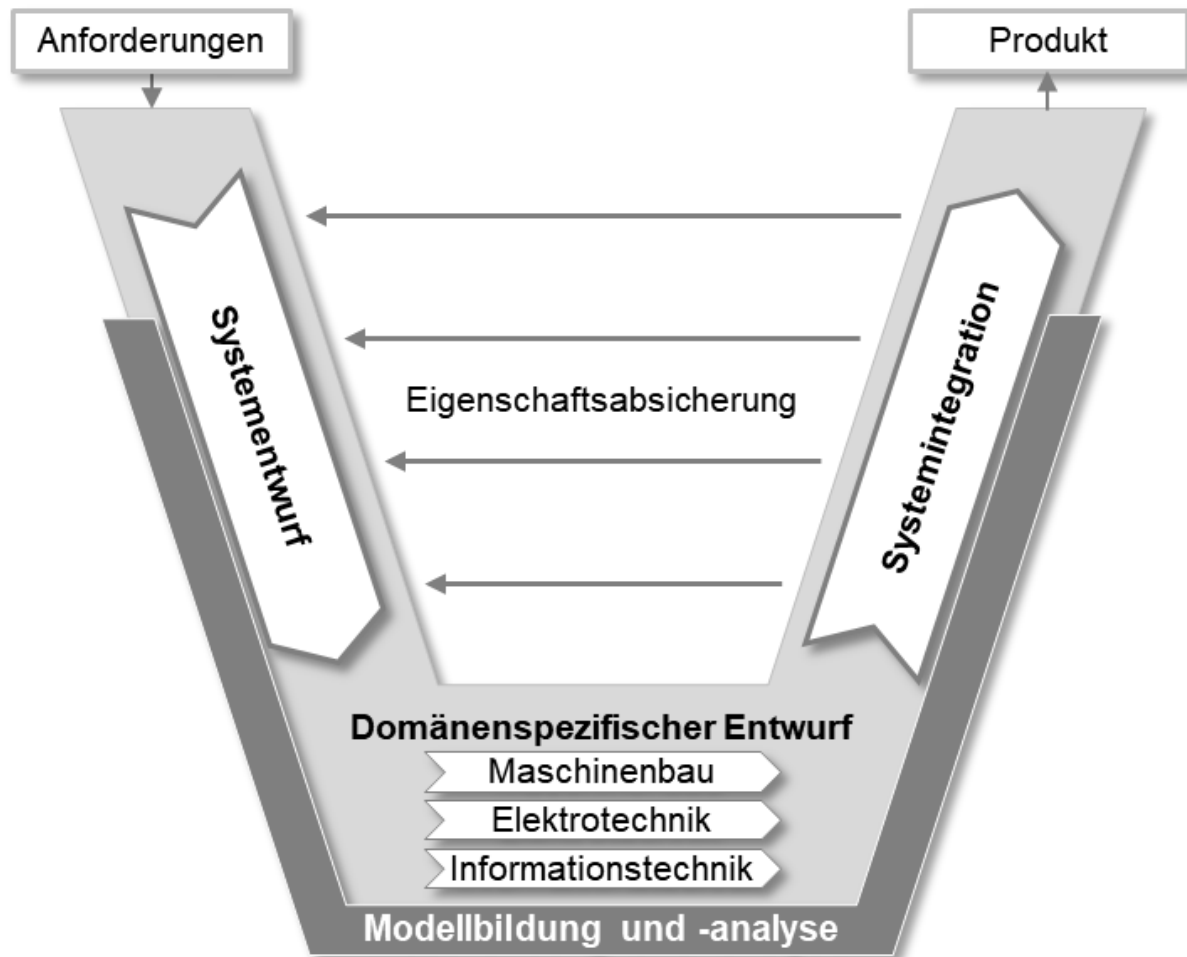 Anforderungen
Produkt
Systementwurf
Eigenschaftsabsicherung
Systemintegration
Domänenspezifischer Entwurf
Maschinenbau
Elektrotechnik
Informationstechnik
Modellbildung und -analyse